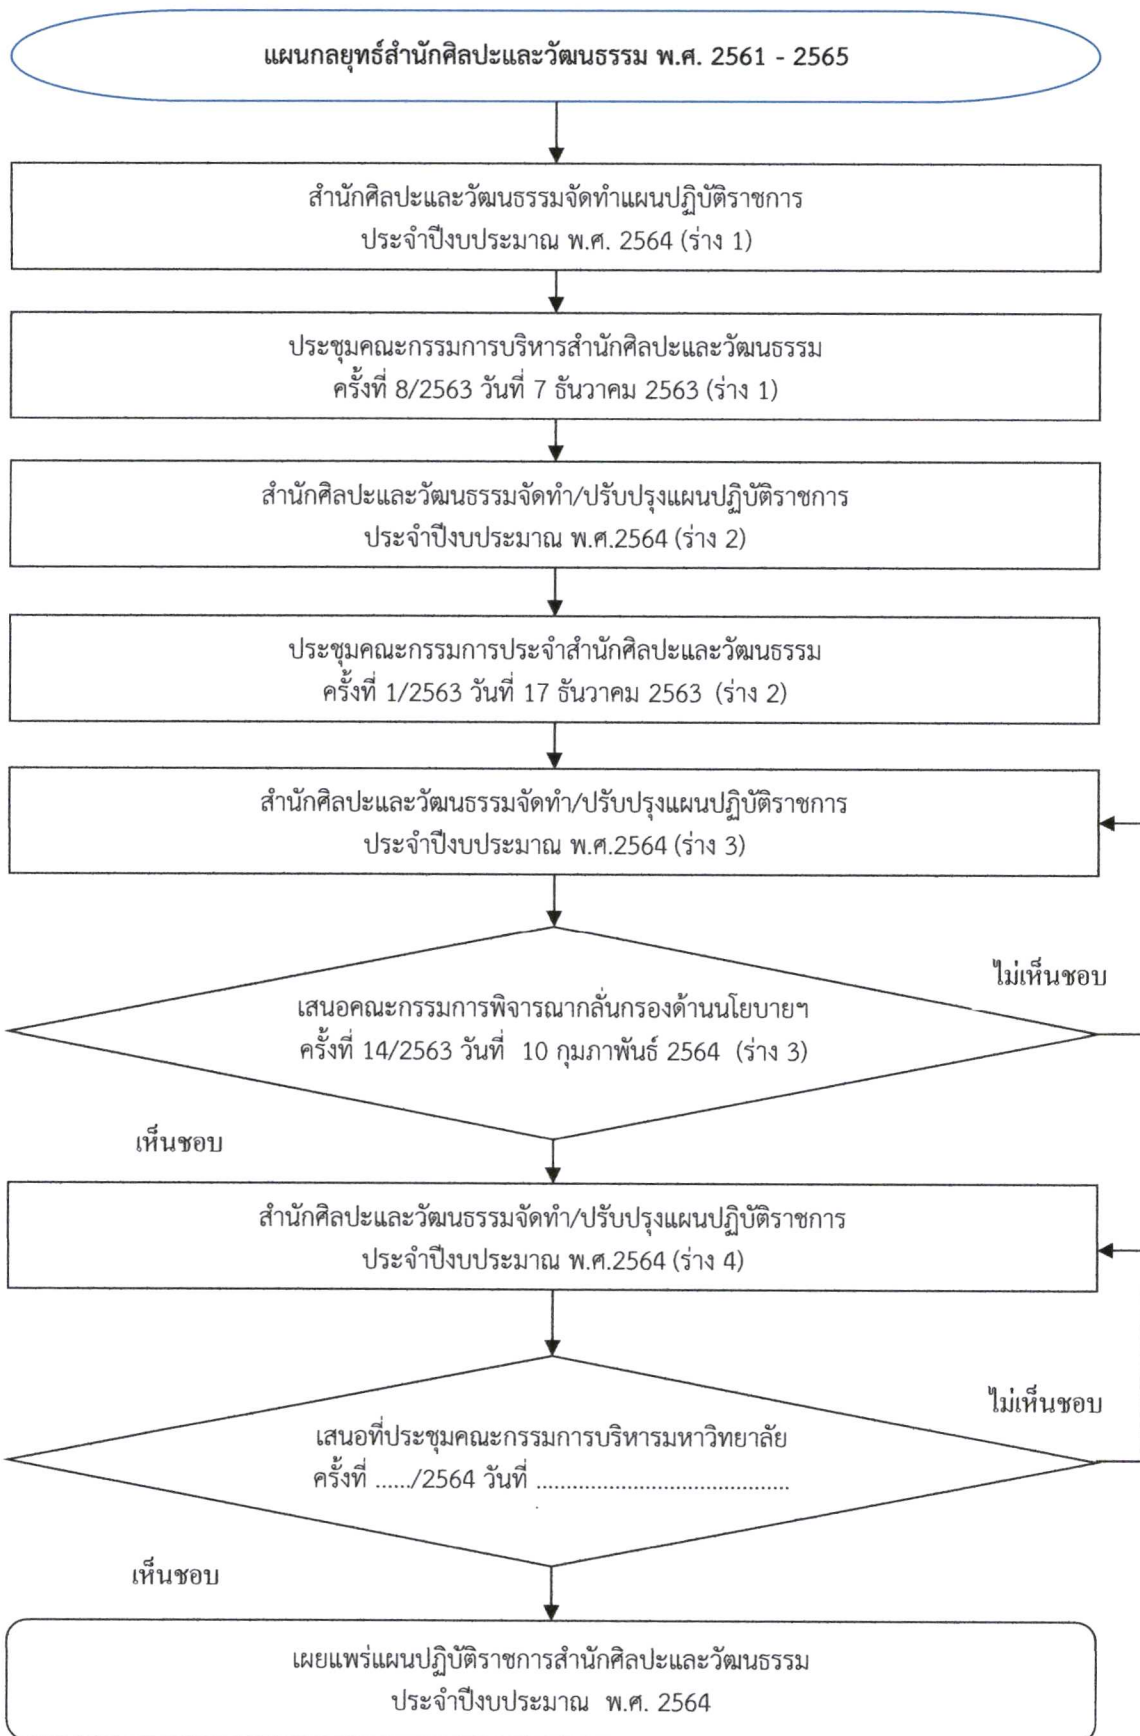 แผนกลยุทธ์สำนักศิลปะและวัฒนธรรม พ.ศ. 2561 - 2565
สำนักศิลปะและวัฒนธรรมจัดทำแผนปฏิบัติราชการ
ประจำปีงบประมาณ พ.ศ. 2564 (ร่าง 1)
ประชุมคณะกรรมการบริหารสำนักศิลปะและวัฒนธรรม
ครั้งที่ 8/2563 วันที่ 7 ธันวาคม 2563 (ร่าง 1)
สำนักศิลปะและวัฒนธรรมจัดทำ/ปรับปรุงแผนปฏิบัติราชการ
ประจำปีงบประมาณ พ.ศ.2564 (ร่าง 2)
ประชุมคณะกรรมการประจำสำนักศิลปะและวัฒนธรรม
ครั้งที่ 1/2563 วันที่ 17 ธันวาคม 2563 (ร่าง 2)
สำนักศิลปะและวัฒนธรรมจัดทำ/ปรับปรุงแผนปฏิบัติราชการ
ประจำปีงบประมาณ พ.ศ.2564 (ร่าง 3)
ไม่เห็นชอบ
เสนอคณะกรรมการพิจารณากลั่นกรองด้านนโยบายฯ
ครั้งที่ 14/2563 วันที่ 10 กุมภาพันธ์ 2564 (ร่าง 3)
เห็นชอบ
สำนักศิลปะและวัฒนธรรมจัดทำ/ปรับปรุงแผนปฏิบัติราชการ
ประจำปีงบประมาณ พ.ศ.2564 (ร่าง 4)
ไม่เห็นชอบ
เสนอที่ประชุมคณะกรรมการบริหารมหาวิทยาลัย
ครั้งที่ ....../2564 วันที่ ..........................................
เห็นชอบ
เผยแพร่แผนปฏิบัติราชการสำนักศิลปะและวัฒนธรรม
ประจำปีงบประมาณ พ.ศ. 2564